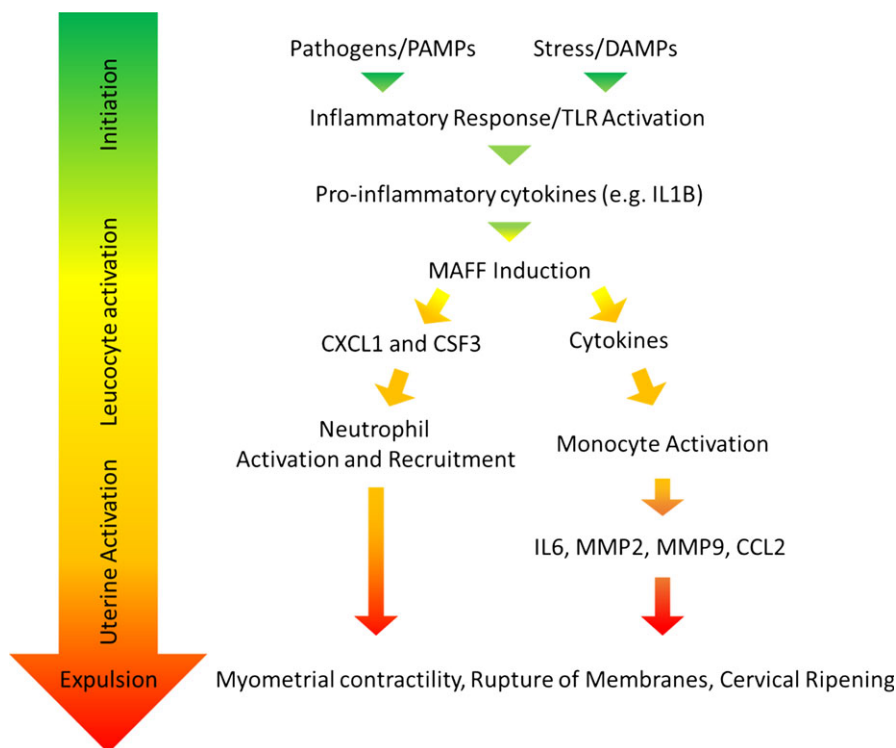 Initiation
Leucocyte activation
Uterine Activation
Expulsion
Pathogens/PAMPs
Stress/DAMPs
Inflammatory Response/TLR Activation
Pro-inflammatory cytokines (e.g. IL1B)
MAFF Induction
CXCL1 and CSF3
Cytokines
Neutrophil
Activation and Recruitment
Monocyte Activation
IL6, MMP2, MMP9, CCL2
Myometrial contractility, Rupture of Membranes, Cervical Ripening